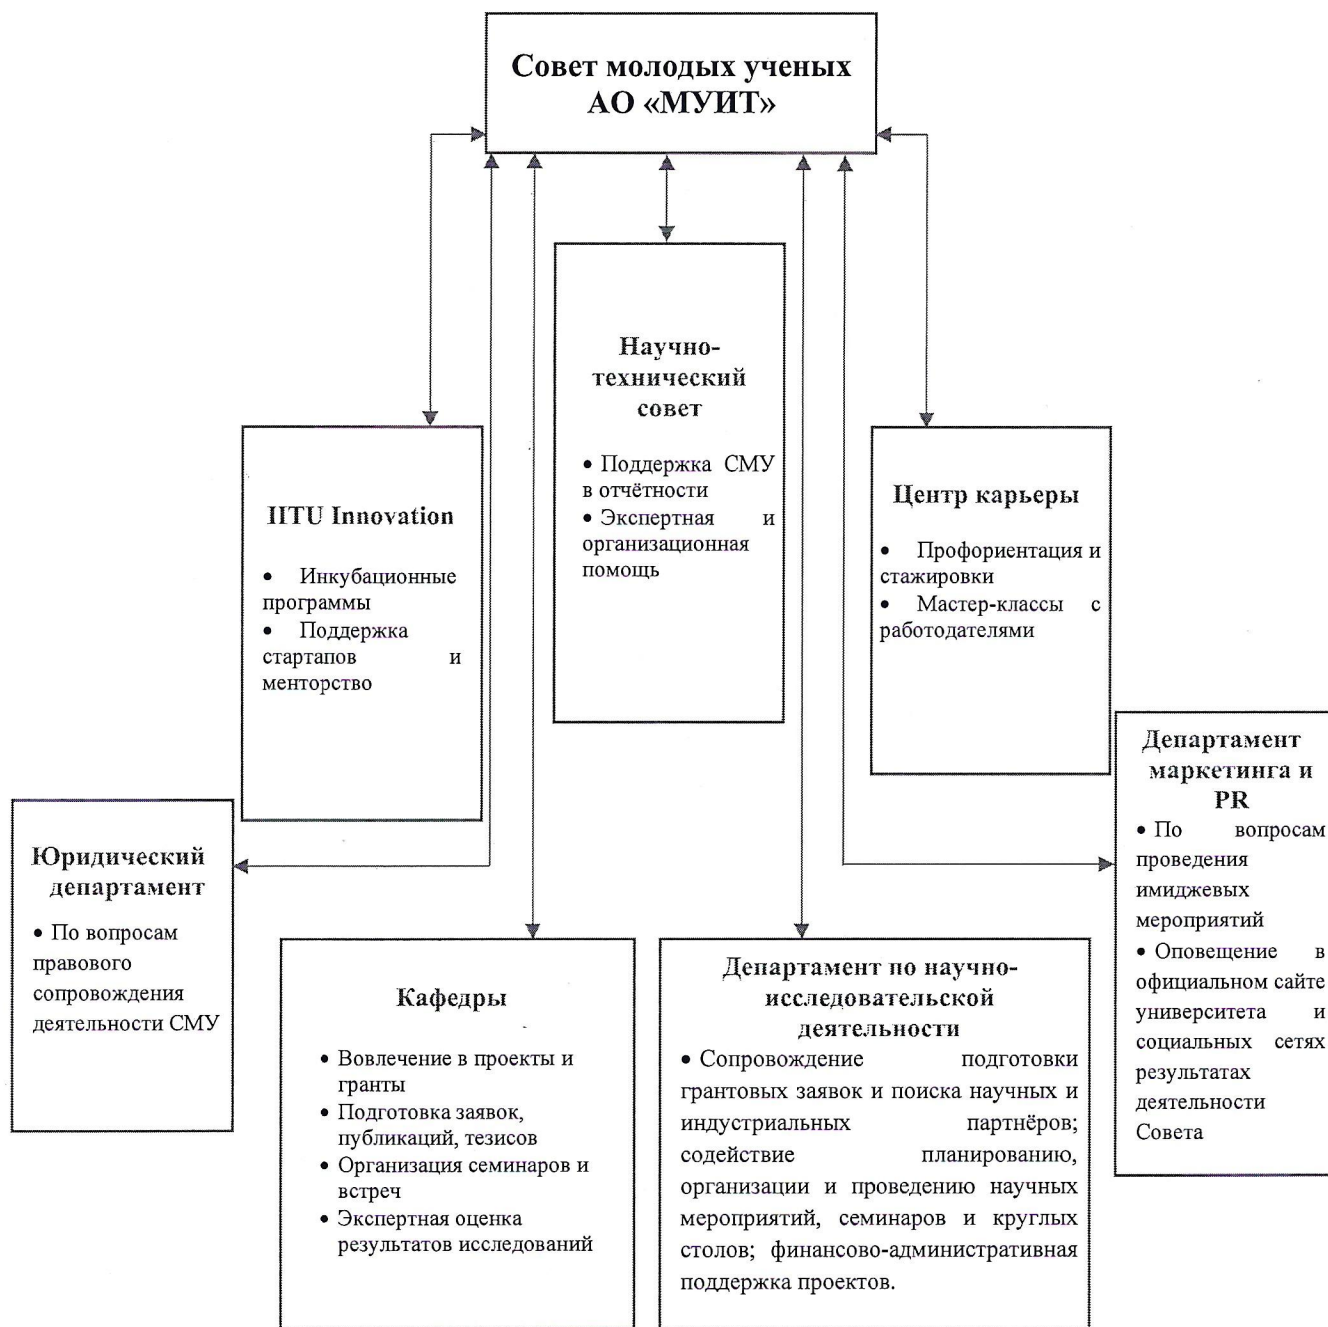 Совет молодых ученых
АО «МУИТ»
Научно-
технический
совет
• Поддержка СМУ
в отчётности
• Экспертная и
организационная
помощь
IITU Innovation
• Инкубационные
программы
• Поддержка
стартапов и
менторство
Центр карьеры
• Профориентация и
стажировки
• Мастер-классы с
работодателями
Юридический
департамент
• По вопросам
правового
сопровождения
деятельности СМУ
Кафедры
• Вовлечение в проекты и
гранты
• Подготовка заявок,
публикаций, тезисов
• Организация семинаров и
встреч
• Экспертная оценка
результатов исследований
Департамент по научно-
исследовательской
деятельности
• Сопровождение подготовки
грантовых заявок и поиска научных и
индустриальных партнёров;
содействие планированию,
организации и проведению научных
мероприятий, семинаров и круглых
столов; финансово-административная
поддержка проектов.
Департамент
маркетинга и
PR
• По вопросам
проведения
имиджевых
мероприятий
• Оповещение в
официальном сайте
университета и
социальных сетях
результатах
деятельности
Совета